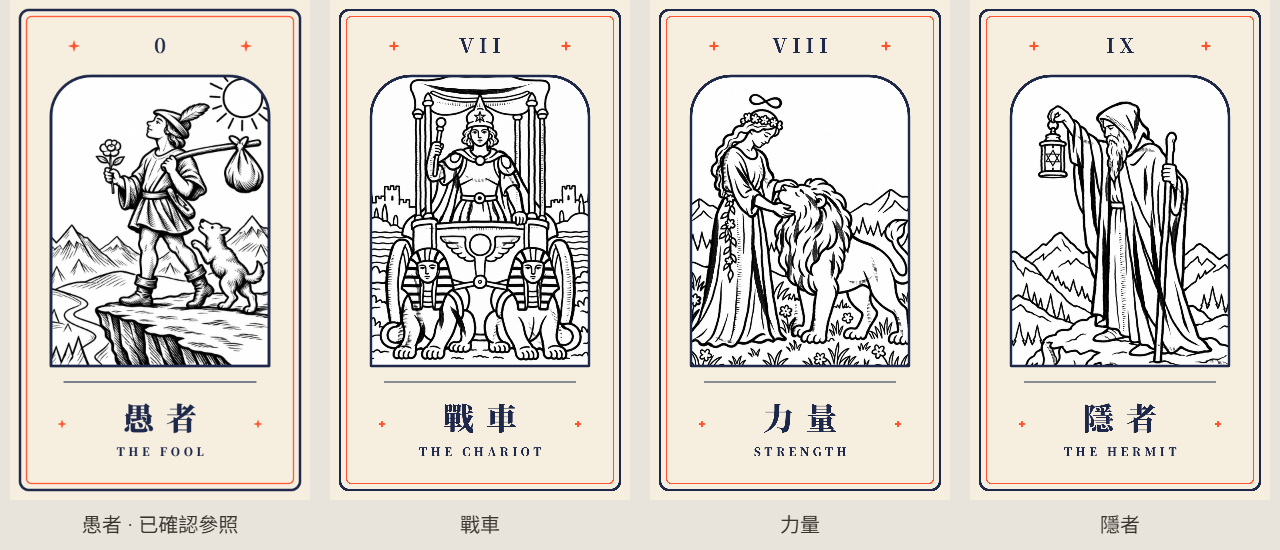 0
愚者
THE FOOL
愚者 · 已確認參照
VII
戰車
THE CHARIOT
戰車
VIII
力量
STRENGTH
力量
IX
隱者
THE HERMIT
隱者